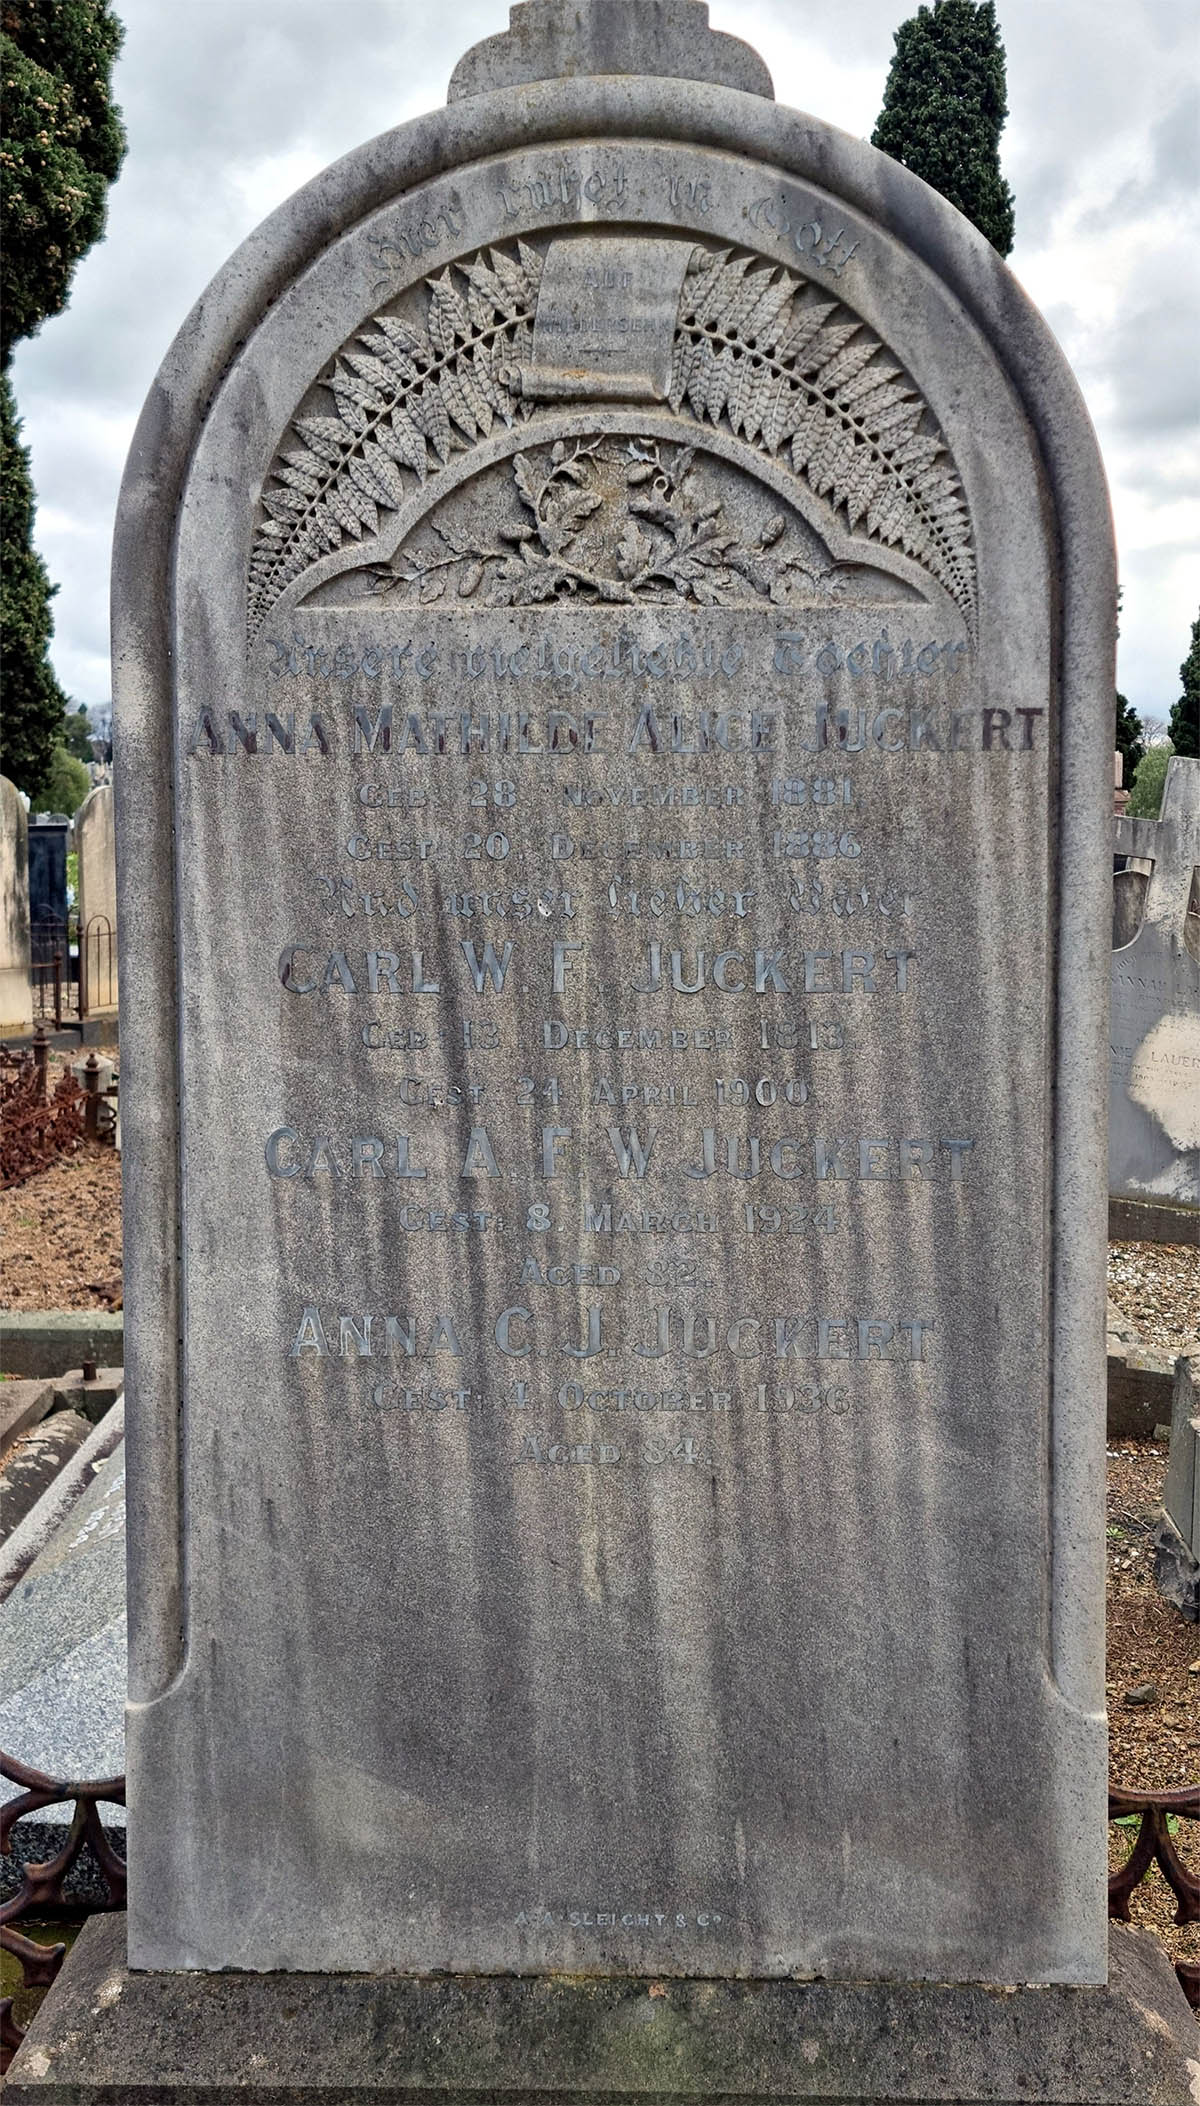 Hier ruhet in Gott
AUF
WIEDERSEHN
Unsere vielgeliebte Tochter
ANNA MATHILDE ALICE JUCKERT
GEB. 28 NOVEMBER 1881.
GEST. 20. DECEMBER 1886
Und unser lieber Vater
CARL W. F. JUCKERT
GEB. 13 DECEMBER 1813.
GEST. 24 APRIL 1900.
CARL A. F. W. JUCKERT
GEST. 8. MARCH 1924
AGED 82.
ANNA C. J. JUCKERT
GEST. 4 OCTOBER 1936.
AGED 84.
A. A. SLEIGHT & Co.